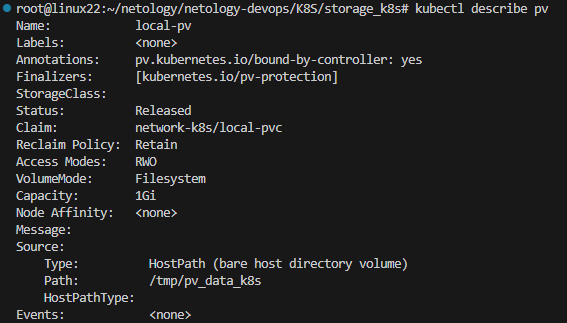 root@linux22:~/netology/netology-devops/K8S/storage_k8s# kubectl describe pv
Name:            local-pv
Labels:          <none>
Annotations:     pv.kubernetes.io/bound-by-controller: yes
Finalizers:      [kubernetes.io/pv-protection]
StorageClass:
Status:          Released
Claim:           network-k8s/local-pvc
Reclaim Policy:  Retain
Access Modes:    RWO
VolumeMode:      Filesystem
Capacity:        1Gi
Node Affinity:   <none>
Message:
Source:
    Type:          HostPath (bare host directory volume)
    Path:          /tmp/pv_data_k8s
    HostPathType:
Events:            <none>